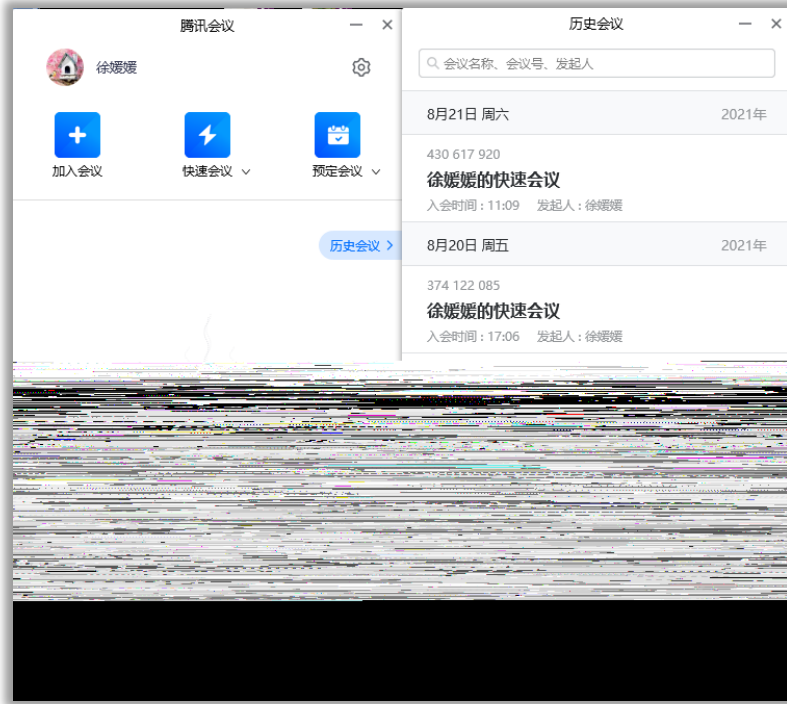 腾讯会议
徐媛媛
加入会议
快速会议
预定会议
历史会议
历史会议
会议名称、会议号、发起人
8月21日 周六 2021年
430 617 920
徐媛媛的快速会议
入会时间 : 11:09 发起人 : 徐媛媛
8月20日 周五 2021年
374 122 085
徐媛媛的快速会议
入会时间 : 17:06 发起人 : 徐媛媛